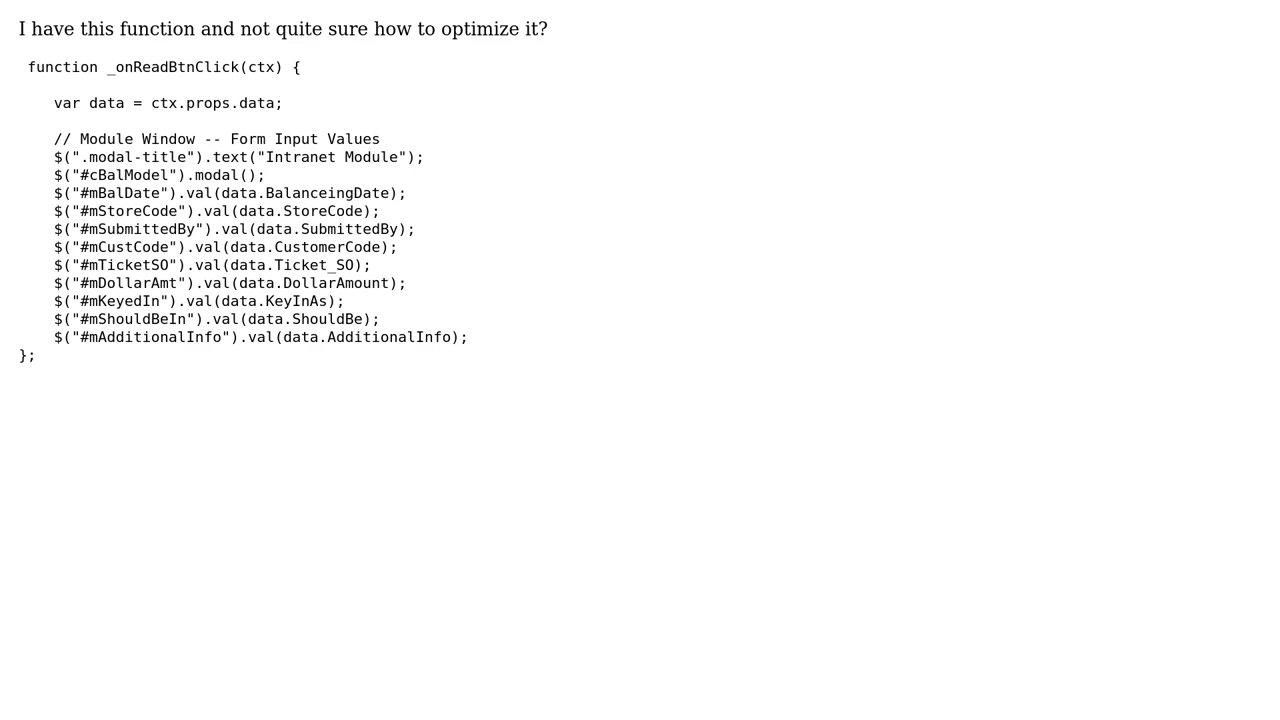 I have this function and not quite sure how to optimize it?
function _onReadBtnClick(ctx) {
var data = ctx.props.data;
// Module Window -- Form Input Values
$(".modal-title").text("Intranet Module");
$("#cBalModel").modal();
$("#mBalDate").val(data.BalanceingDate);
$("#mStoreCode").val(data.StoreCode);
$("#mSubmittedBy").val(data.SubmittedBy);
$("#mCustCode").val(data.CustomerCode);
$("#mTicketSO").val(data.Ticket_SO);
$("#mDollarAmt").val(data.DollarAmount);
$("#mKeyedIn").val(data.KeyInAs);
$("#mShouldBeIn").val(data.ShouldBe);
$("#mAdditionalInfo").val(data.AdditionalInfo);
};